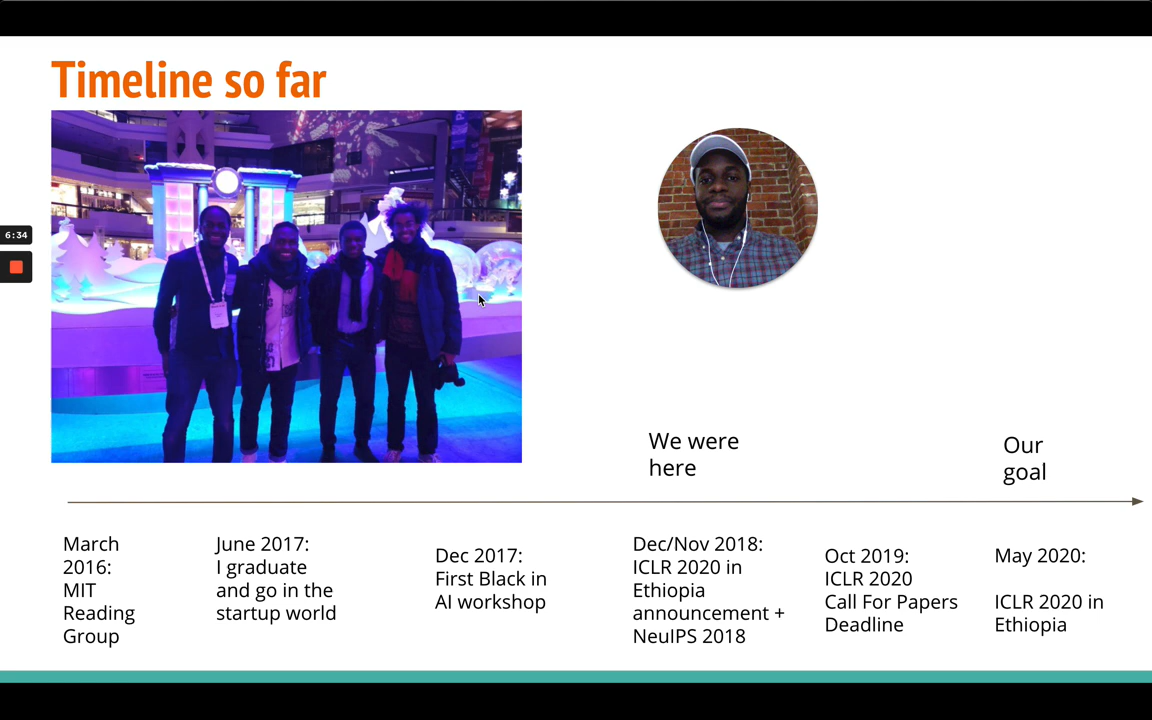 Timeline so far
6:34
We were
here
Our
goal
March
2016:
MIT
Reading
Group
June 2017:
I graduate
and go in the
startup world
Dec 2017:
First Black in
AI workshop
Dec/Nov 2018:
ICLR 2020 in
Ethiopia
announcement +
NeuIPS 2018
Oct 2019:
ICLR 2020
Call For Papers
Deadline
May 2020:
ICLR 2020 in
Ethiopia